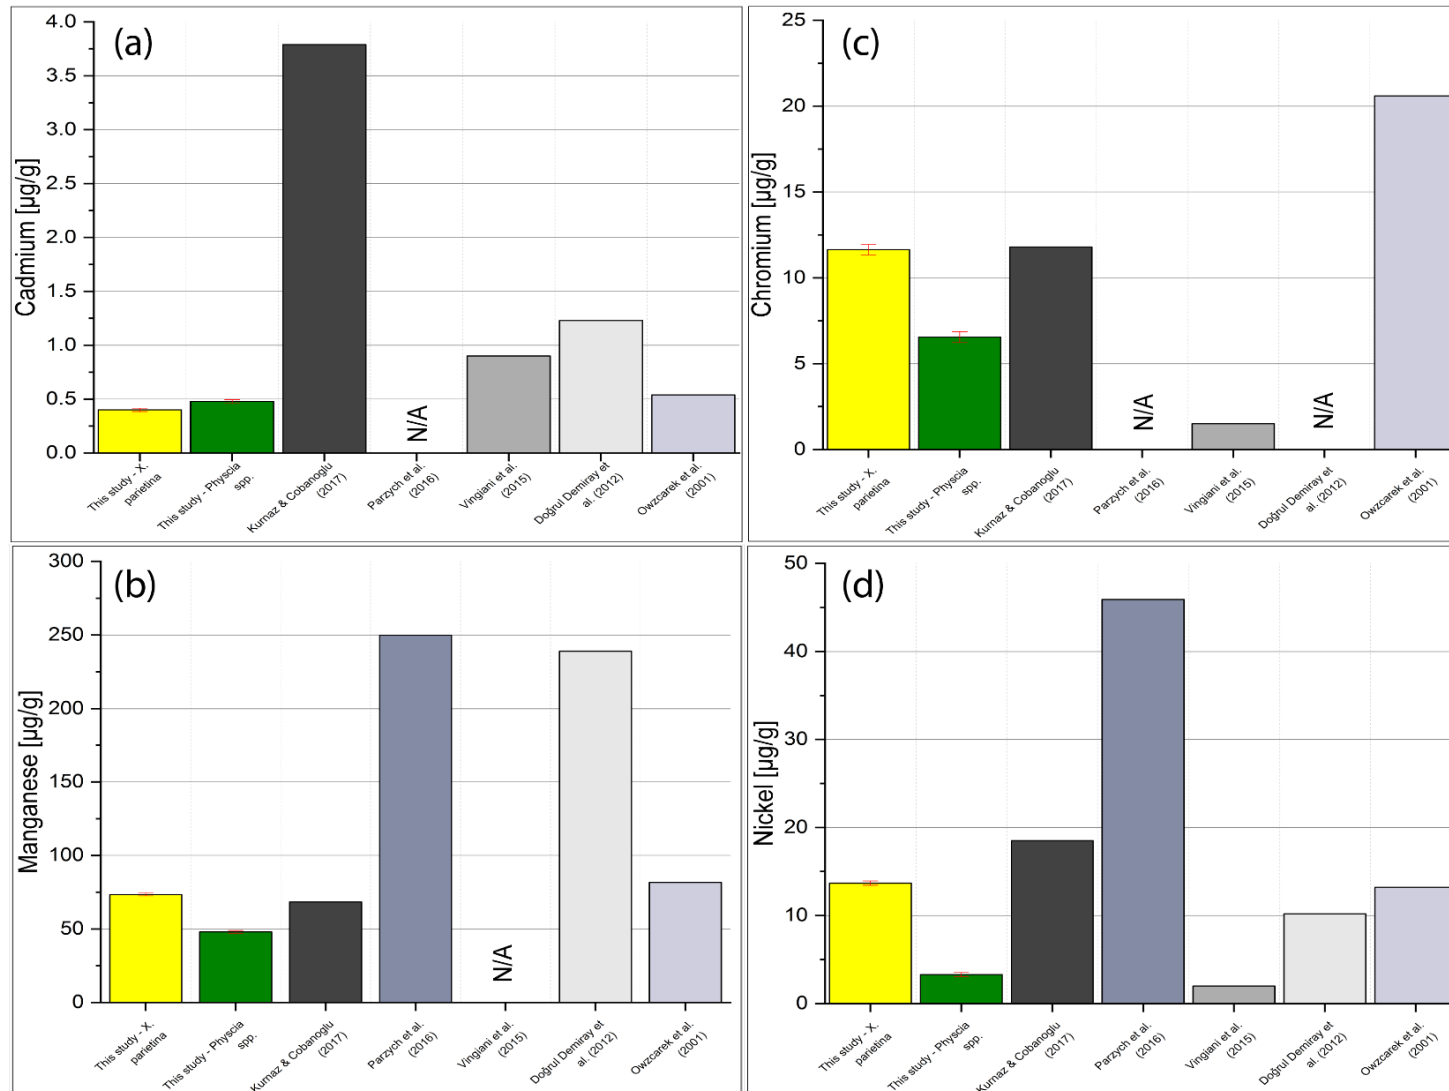 (a)
Cadmium [µg/g]
4.0
3.5
3.0
2.5
2.0
1.5
1.0
0.5
0.0
N/A
This study - X.
parietina
This study - Physcia
spp.
Kurnaz & Cobanoglu
(2017)
Parzych et al.
(2016)
Vingiani et al.
(2015)
Doğrul Demiray et
al. (2012)
Owzcarek et al.
(2001)
(c)
Chromium [µg/g]
25
20
15
10
5
0
N/A
N/A
This study - X.
parietina
This study - Physcia
spp.
Kurnaz & Cobanoglu
(2017)
Parzych et al.
(2016)
Vingiani et al.
(2015)
Doğrul Demiray et
al. (2012)
Owzcarek et al.
(2001)
(b)
Manganese [µg/g]
300
250
200
150
100
50
0
N/A
This study - X.
parietina
This study - Physcia
spp.
Kurnaz & Cobanoglu
(2017)
Parzych et al.
(2016)
Vingiani et al.
(2015)
Doğrul Demiray et
al. (2012)
Owzcarek et al.
(2001)
(d)
Nickel [µg/g]
50
40
30
20
10
0
This study - X.
parietina
This study - Physcia
spp.
Kurnaz & Cobanoglu
(2017)
Parzych et al.
(2016)
Vingiani et al.
(2015)
Doğrul Demiray et
al. (2012)
Owzcarek et al.
(2001)